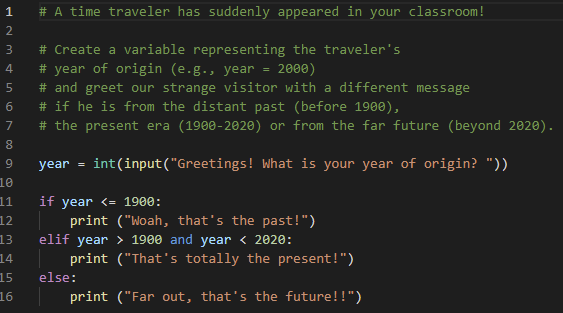 1 # A time traveler has suddenly appeared in your classroom!
2
3 # Create a variable representing the traveler's
4 # year of origin (e.g., year = 2000)
5 # and greet our strange visitor with a different message
6 # if he is from the distant past (before 1900),
7 # the present era (1900-2020) or from the far future (beyond 2020).
8
9 year = int(input("Greetings! What is your year of origin? "))
10
11 if year <= 1900:
12     print ("Woah, that's the past!")
13 elif year > 1900 and year < 2020:
14     print ("That's totally the present!")
15 else:
16     print ("Far out, that's the future!!")